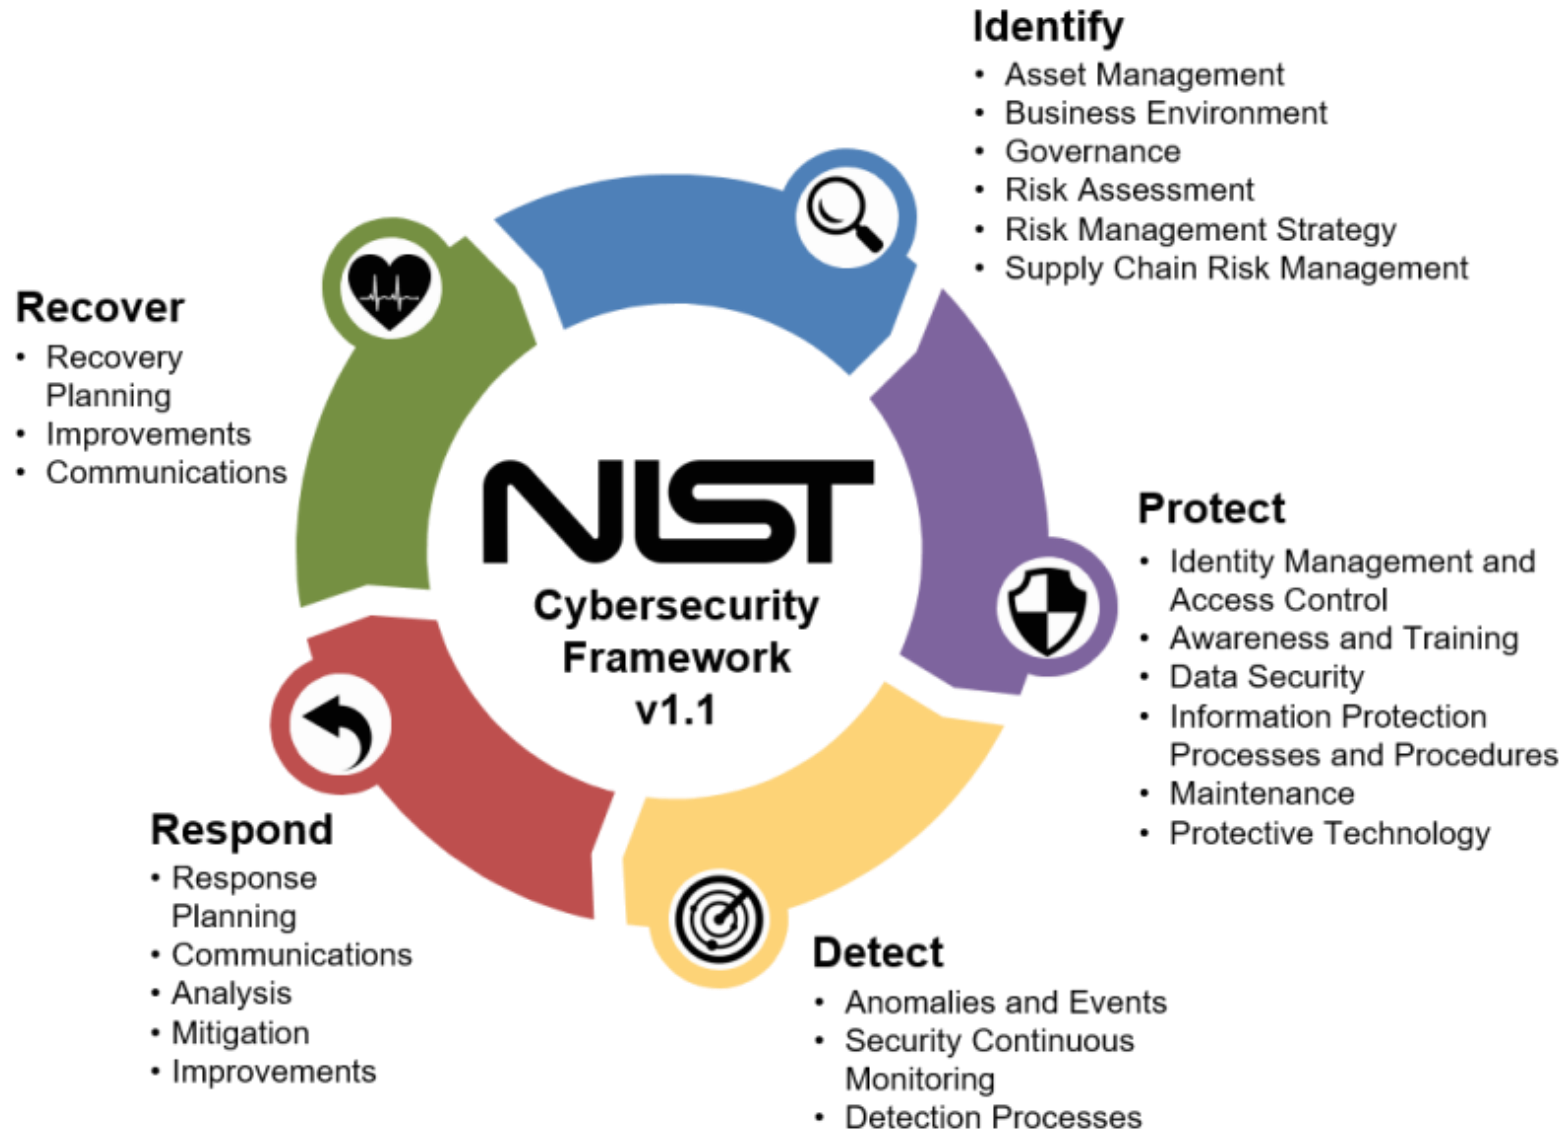 Identify
• Asset Management
• Business Environment
• Governance
• Risk Assessment
• Risk Management Strategy
• Supply Chain Risk Management
Protect
• Identity Management and
Access Control
• Awareness and Training
• Data Security
• Information Protection
Processes and Procedures
• Maintenance
• Protective Technology
Detect
• Anomalies and Events
• Security Continuous
Monitoring
• Detection Processes
Respond
• Response
Planning
• Communications
• Analysis
• Mitigation
• Improvements
Recover
• Recovery
Planning
• Improvements
• Communications
NIST
Cybersecurity
Framework
v1.1